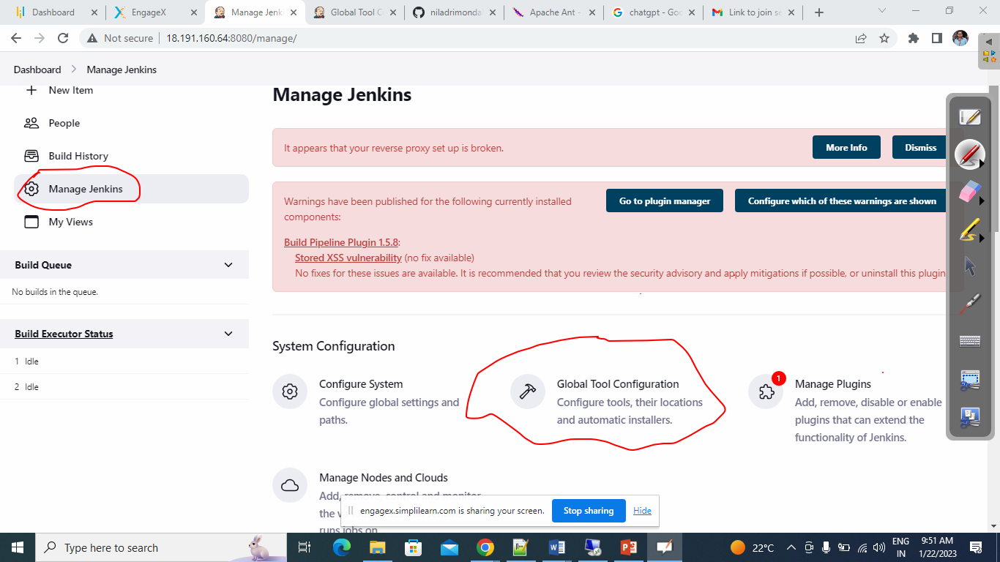 Dashboard
EngageX
Manage Jenki
Global Tool C
niladrimonda
Apache Ant -
chatgpt - Goo
Link to join se
Not secure
18.191.160.64:8080/manage/
Dashboard
Manage Jenkins
New Item
People
Build History
Manage Jenkins
My Views
Build Queue
No builds in the queue.
Build Executor Status
1 Idle
2 Idle
Manage Jenkins
It appears that your reverse proxy set up is broken.
More Info
Dismiss
Warnings have been published for the following currently installed
components:
Go to plugin manager
Configure which of these warnings are shown
Build Pipeline Plugin 1.5.8:
Stored XSS vulnerability (no fix available)
No fixes for these issues are available. It is recommended that you review the security advisory and apply mitigations if possible, or uninstall this plugin
System Configuration
Configure System
Configure global settings and
paths.
Global Tool Configuration
Configure tools, their locations
and automatic installers.
1
Manage Plugins
Add, remove, disable or enable
plugins that can extend the
functionality of Jenkins.
Manage Nodes and Clouds
Add, remove, control and monitor
the v
runs jobs on.
engagex.simplilearn.com is sharing your screen.
Stop sharing
Hide
Type here to search
22°C
ENG
IN
9:51 AM
1/22/2023